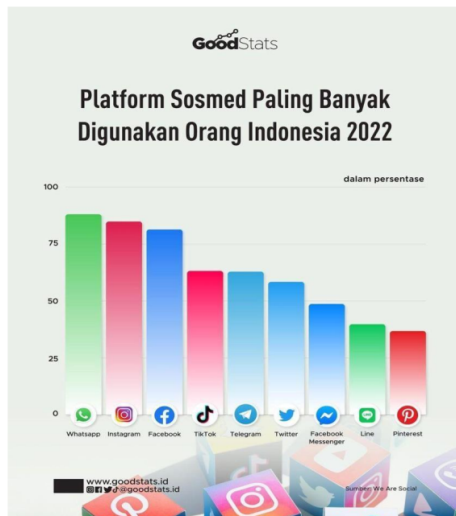 GoodStats
Platform Sosmed Paling Banyak
Digunakan Orang Indonesia 2022
dalam persentase
100
75
50
25
0
Whatsapp Instagram Facebook TikTok Telegram Twitter Facebook Messenger Line Pinterest
www.goodstats.id
@goodstats.id
Sumber: We Are Social